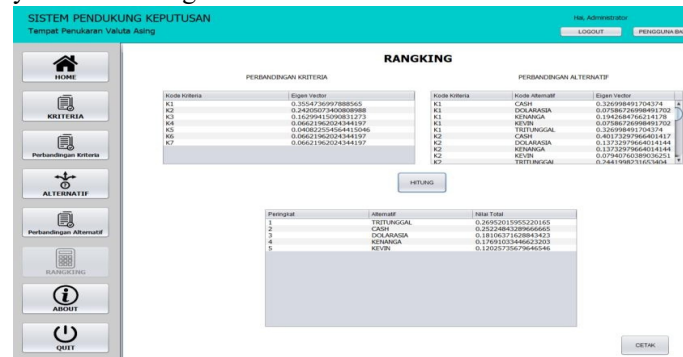 SISTEM PENDUKUNG KEPUTUSAN
Tempat Penukaran Valuta Asing
Hai, Administrator
LOGOUT
PENGGUNA BA
HOME
KRITERIA
Perbandingan Kriteria
ALTERNATIF
Perbandingan Alternatif
RANGKING
ABOUT
QUIT
RANGKING
PERBANDINGAN KRITERIA
Kode Kriteria Eigen Vector
K1 0.3554736997888565
K2 0.24205073400808988
K3 0.16299415090831273
K4 0.06621962024344197
K5 0.040822554564415046
K6 0.06621962024344197
K7 0.06621962024344197
PERBANDINGAN ALTERNATIF
Kode Kriteria Kode Alternatif Eigen Vector
K1 CASH 0.326998491704374
K1 DOLARASIA 0.07586726998491702
K1 KENANGA 0.1942684766214178
K1 KEVIN 0.07586726998491702
K1 TRITUNGGAL 0.326998491704374
K2 CASH 0.40173297966401417
K2 DOLARASIA 0.13732979664014144
K2 KENANGA 0.13732979664014144
K2 KEVIN 0.07940760389036251
K2 TRITUNGGAL 0.2441998231653404
HITUNG
Peringkat Alternatif Nilai Total
1 TRITUNGGAL 0.26952015955220165
2 CASH 0.25224843289666665
3 DOLARASIA 0.18106371628843423
4 KENANGA 0.17691033446623203
5 KEVIN 0.12025735679646546
CETAK